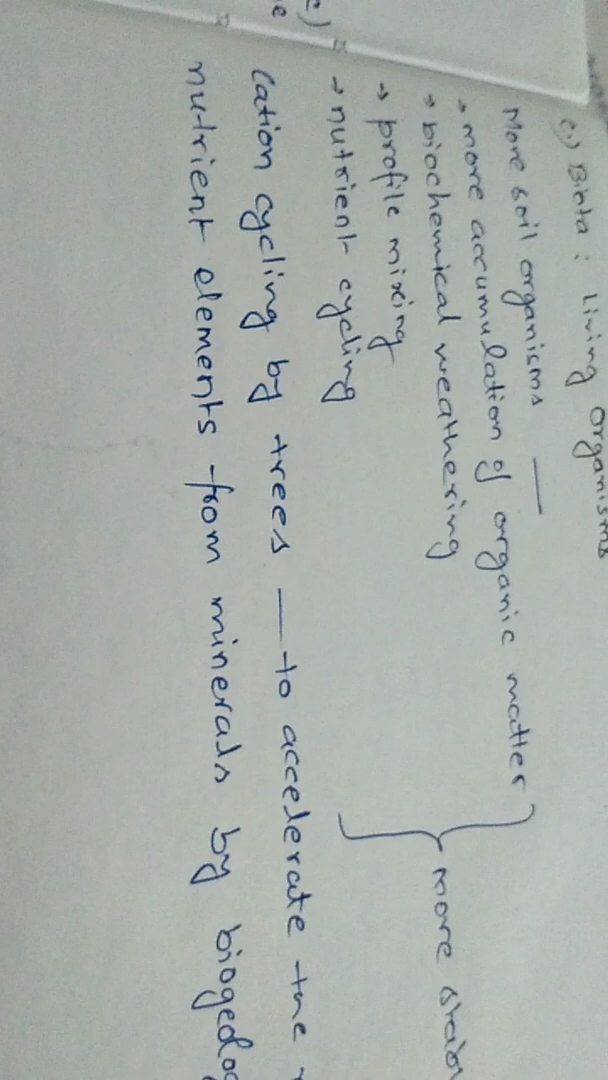 c.) Biota : Living organisms
More soil organisms —
→ more accumulation of organic matter
→ biochemical weathering
→ profile mixing
→ nutrient cycling
more
cation cycling by trees — to accelerate the
nutrient elements from minerals by